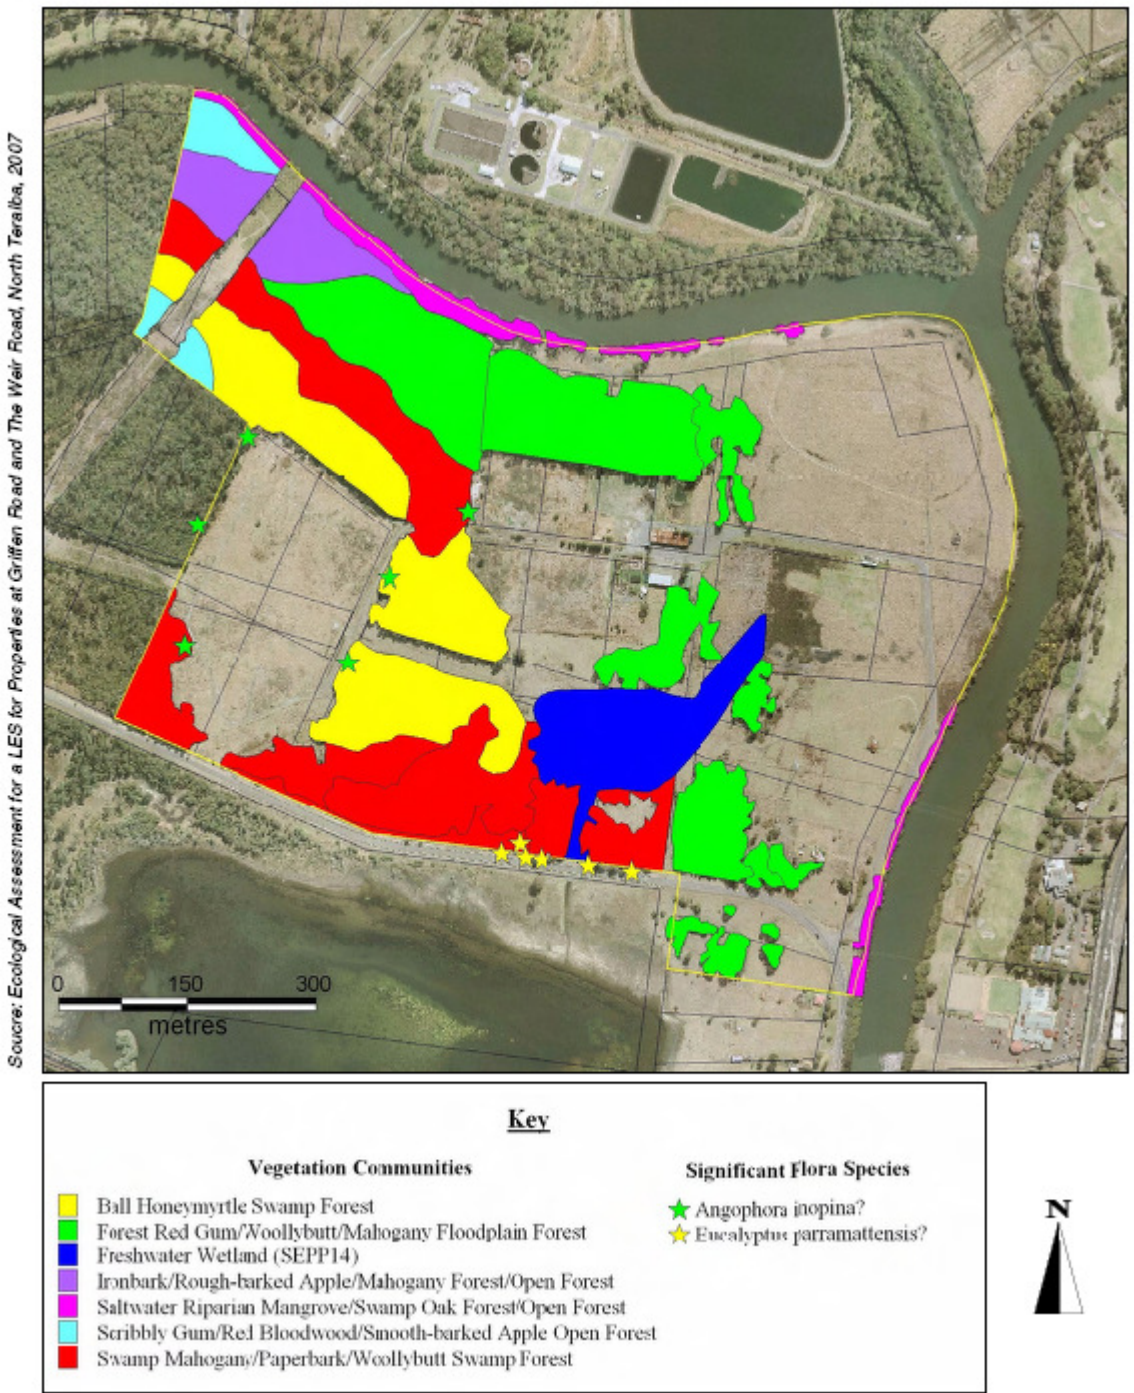 Soucre: Ecological Assessment for a LES for Properties at Griffen Road and The Weir Road, North Teralba, 2007
0 150 300
metres
Key
Vegetation Communities
Ball Honeymyrtle Swamp Forest
Forest Red Gum/Woollybutt/Mahogany Floodplain Forest
Freshwater Wetland (SEPP14)
Ironbark/Rough-barked Apple/Mahogany Forest/Open Forest
Saltwater Riparian Mangrove/Swamp Oak Forest/Open Forest
Scribbly Gum/Red Bloodwood/Smooth-barked Apple Open Forest
Swamp Mahogany/Paperbark/Woollybutt Swamp Forest
Significant Flora Species
Angophora inopina?
Eucalyptus parramattensis?
N